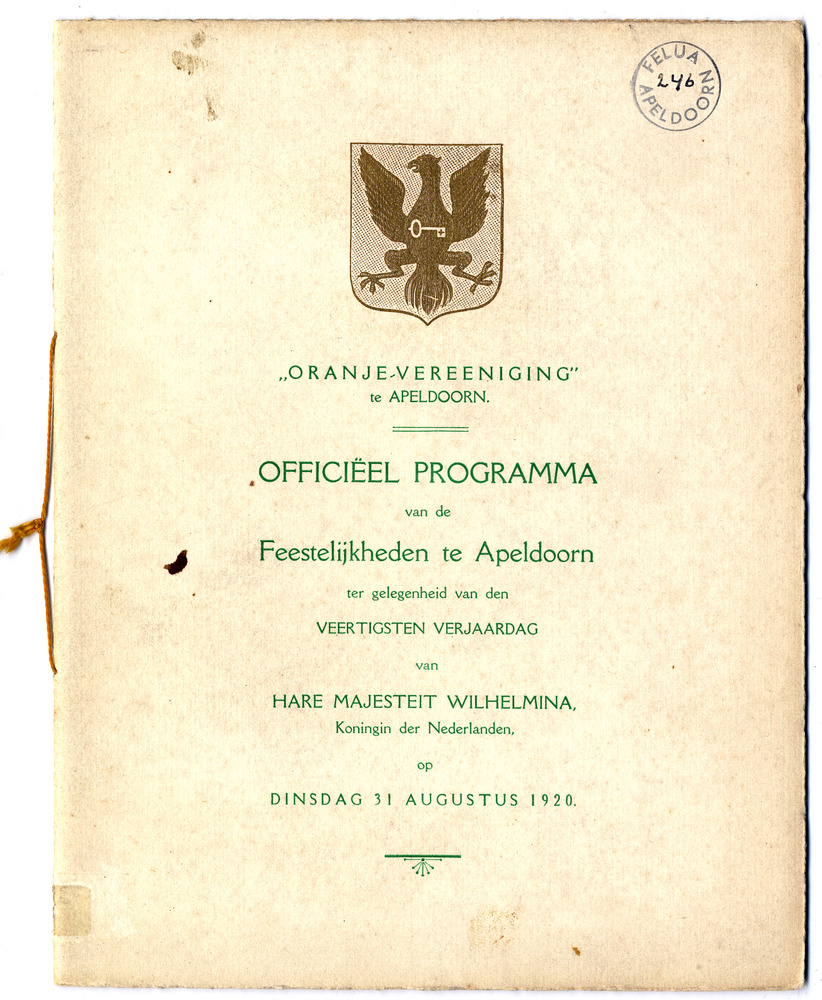 FELUA
246
APELDOORN
„ORANJE-VEREENIGING”
te APELDOORN.
OFFICIËEL PROGRAMMA
van de
Feestelijkheden te Apeldoorn
ter gelegenheid van den
VEERTIGSTEN VERJAARDAG
van
HARE MAJESTEIT WILHELMINA,
Koningin der Nederlanden,
op
DINSDAG 31 AUGUSTUS 1920.